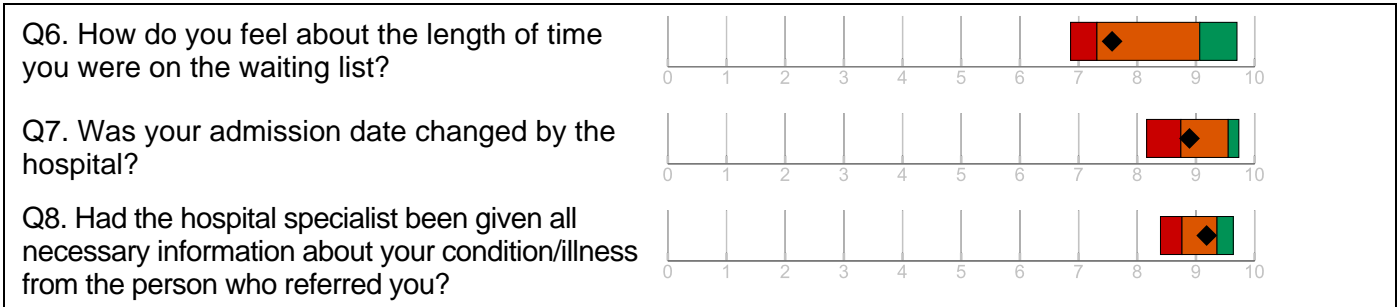 Q6. How do you feel about the length of time
you were on the waiting list?
0 1 2 3 4 5 6 7 8 9 10
Q7. Was your admission date changed by the
hospital?
0 1 2 3 4 5 6 7 8 9 10
Q8. Had the hospital specialist been given all
necessary information about your condition/illness
from the person who referred you?
0 1 2 3 4 5 6 7 8 9 10